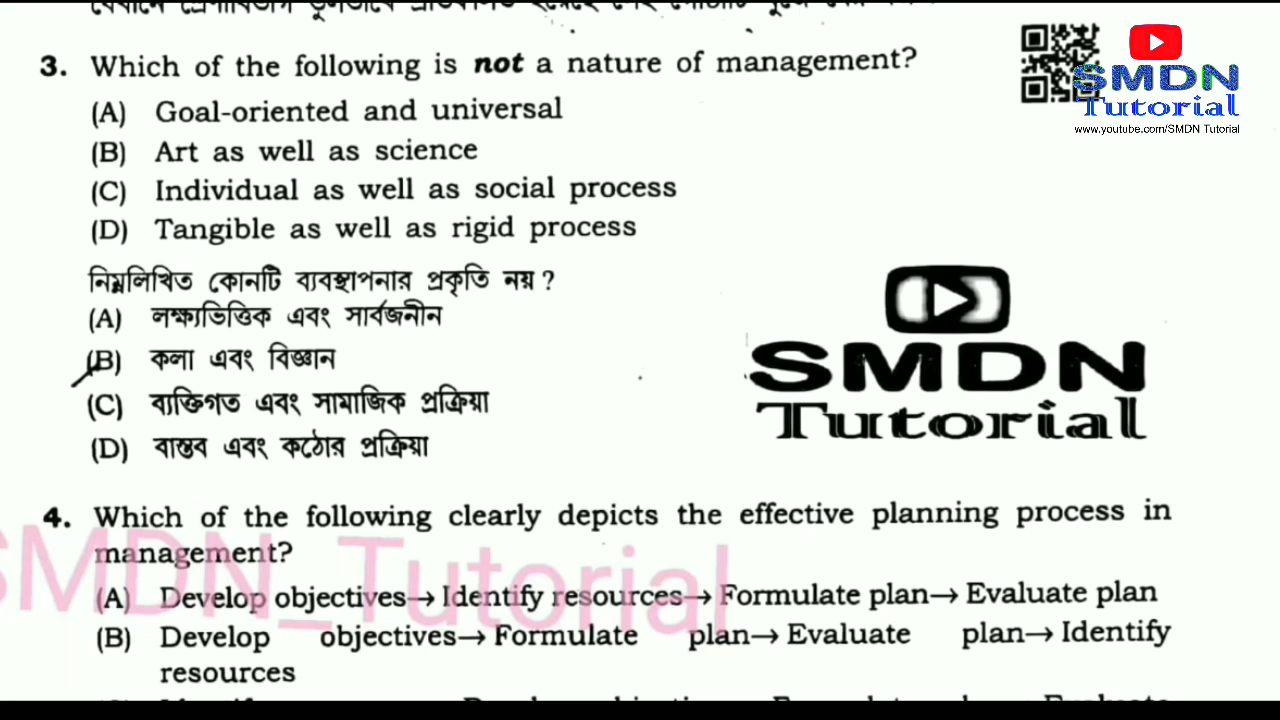 3. Which of the following is not a nature of management?
(A) Goal-oriented and universal
(B) Art as well as science
(C) Individual as well as social process
(D) Tangible as well as rigid process
নিম্নলিখিত কোনটি ব্যবস্থাপনার প্রকৃতি নয় ?
(A) লক্ষ্যভিত্তিক এবং সার্বজনীন
(B) কলা এবং বিজ্ঞান
(C) ব্যক্তিগত এবং সামাজিক প্রক্রিয়া
(D) বাস্তব এবং কঠোর প্রক্রিয়া
4. Which of the following clearly depicts the effective planning process in
management?
(A) Develop objectives→ Identify resources→ Formulate plan→ Evaluate plan
(B) Develop objectives→ Formulate plan→ Evaluate plan→ Identify
resources
SMDN
Tutorial
www.youtube.com/SMDN Tutorial
SMDN
Tutorial
SMDN_Tutorial